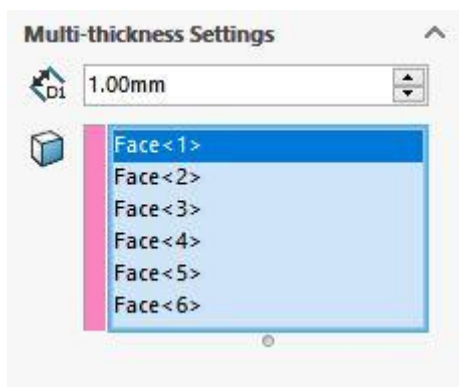 Multi-thickness Settings
D1
1.00mm
Face<1>
Face<2>
Face<3>
Face<4>
Face<5>
Face<6>